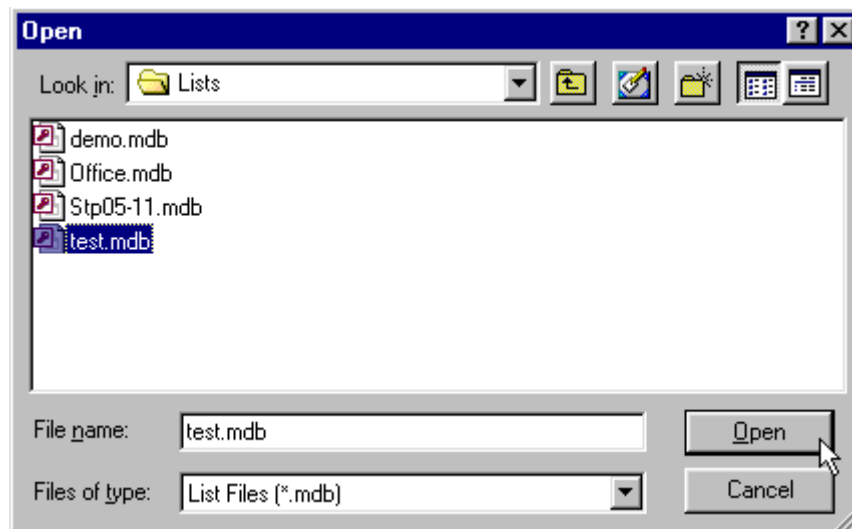 Open
Look in: Lists
demo.mdb
Office.mdb
Stp05-11.mdb
test.mdb
File name: test.mdb Open
Files of type: List Files (*.mdb) Cancel